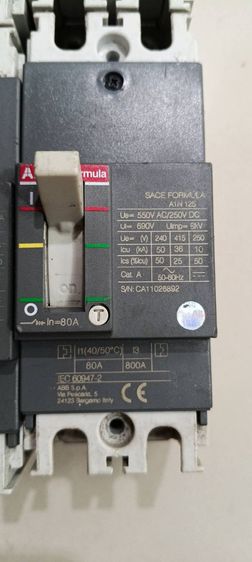 A Formula
I
SACE FORMULA
A1N 125
Ue= 550V AC/250V DC
Ui= 690V Uimp= 8kV
Ue= (V) 240 415 250
Icu (kA) 50 36 10
Ics (%Icu) 50 25 50
Cat. A 50-60Hz
S/N: CA11026892
ON
O
In=80A
T
I1(40/50°C) I3
80A 800A
IEC 60947-2
ABB S.p.A
Via Pescaria, 5
24123 Bergamo Italy
CE